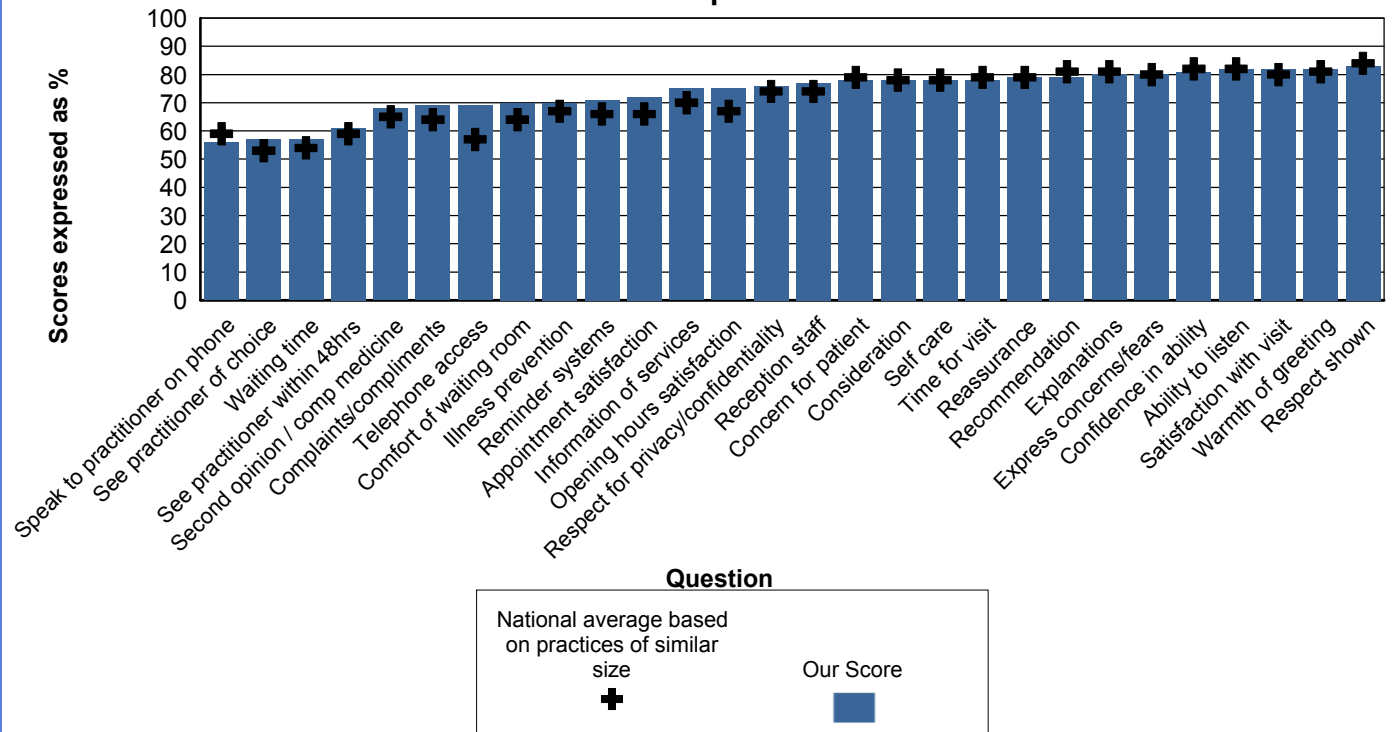 Scores expressed as %
100
90
80
70
60
50
40
30
20
10
0
Speak to practitioner on phone
See practitioner of choice
Waiting time
See practitioner within 48hrs
Second opinion / comp medicine
Complaints/compliments
Telephone access
Comfort of waiting room
Illness prevention
Reminder systems
Appointment satisfaction
Information of services
Opening hours satisfaction
Respect for privacy/confidentiality
Reception staff
Concern for patient
Consideration
Self care
Time for visit
Reassurance
Recommendation
Explanations
Express concerns/fears
Confidence in ability
Ability to listen
Satisfaction with visit
Warmth of greeting
Respect shown
Question
National average based
on practices of similar
size
Our Score